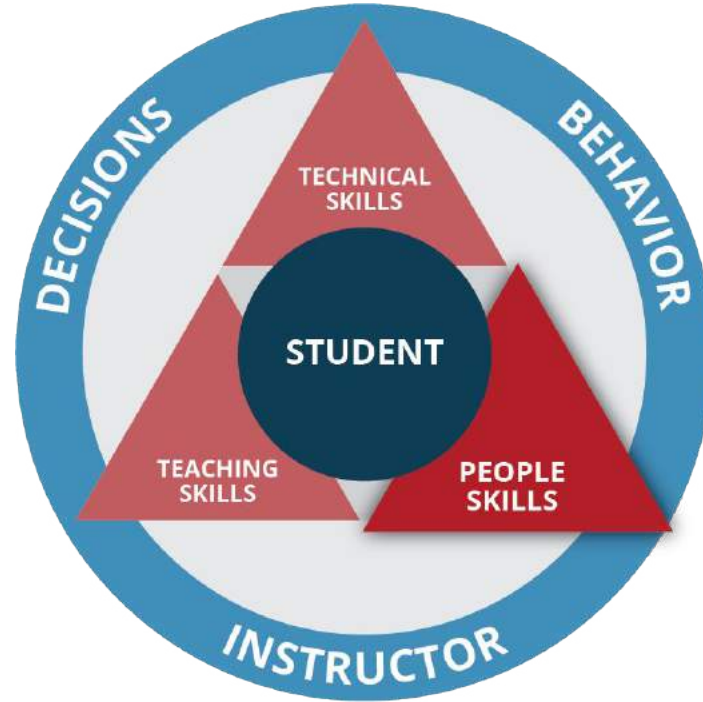 DECISIONS
BEHAVIOR
TECHNICAL
SKILLS
STUDENT
TEACHING
SKILLS
PEOPLE
SKILLS
INSTRUCTOR